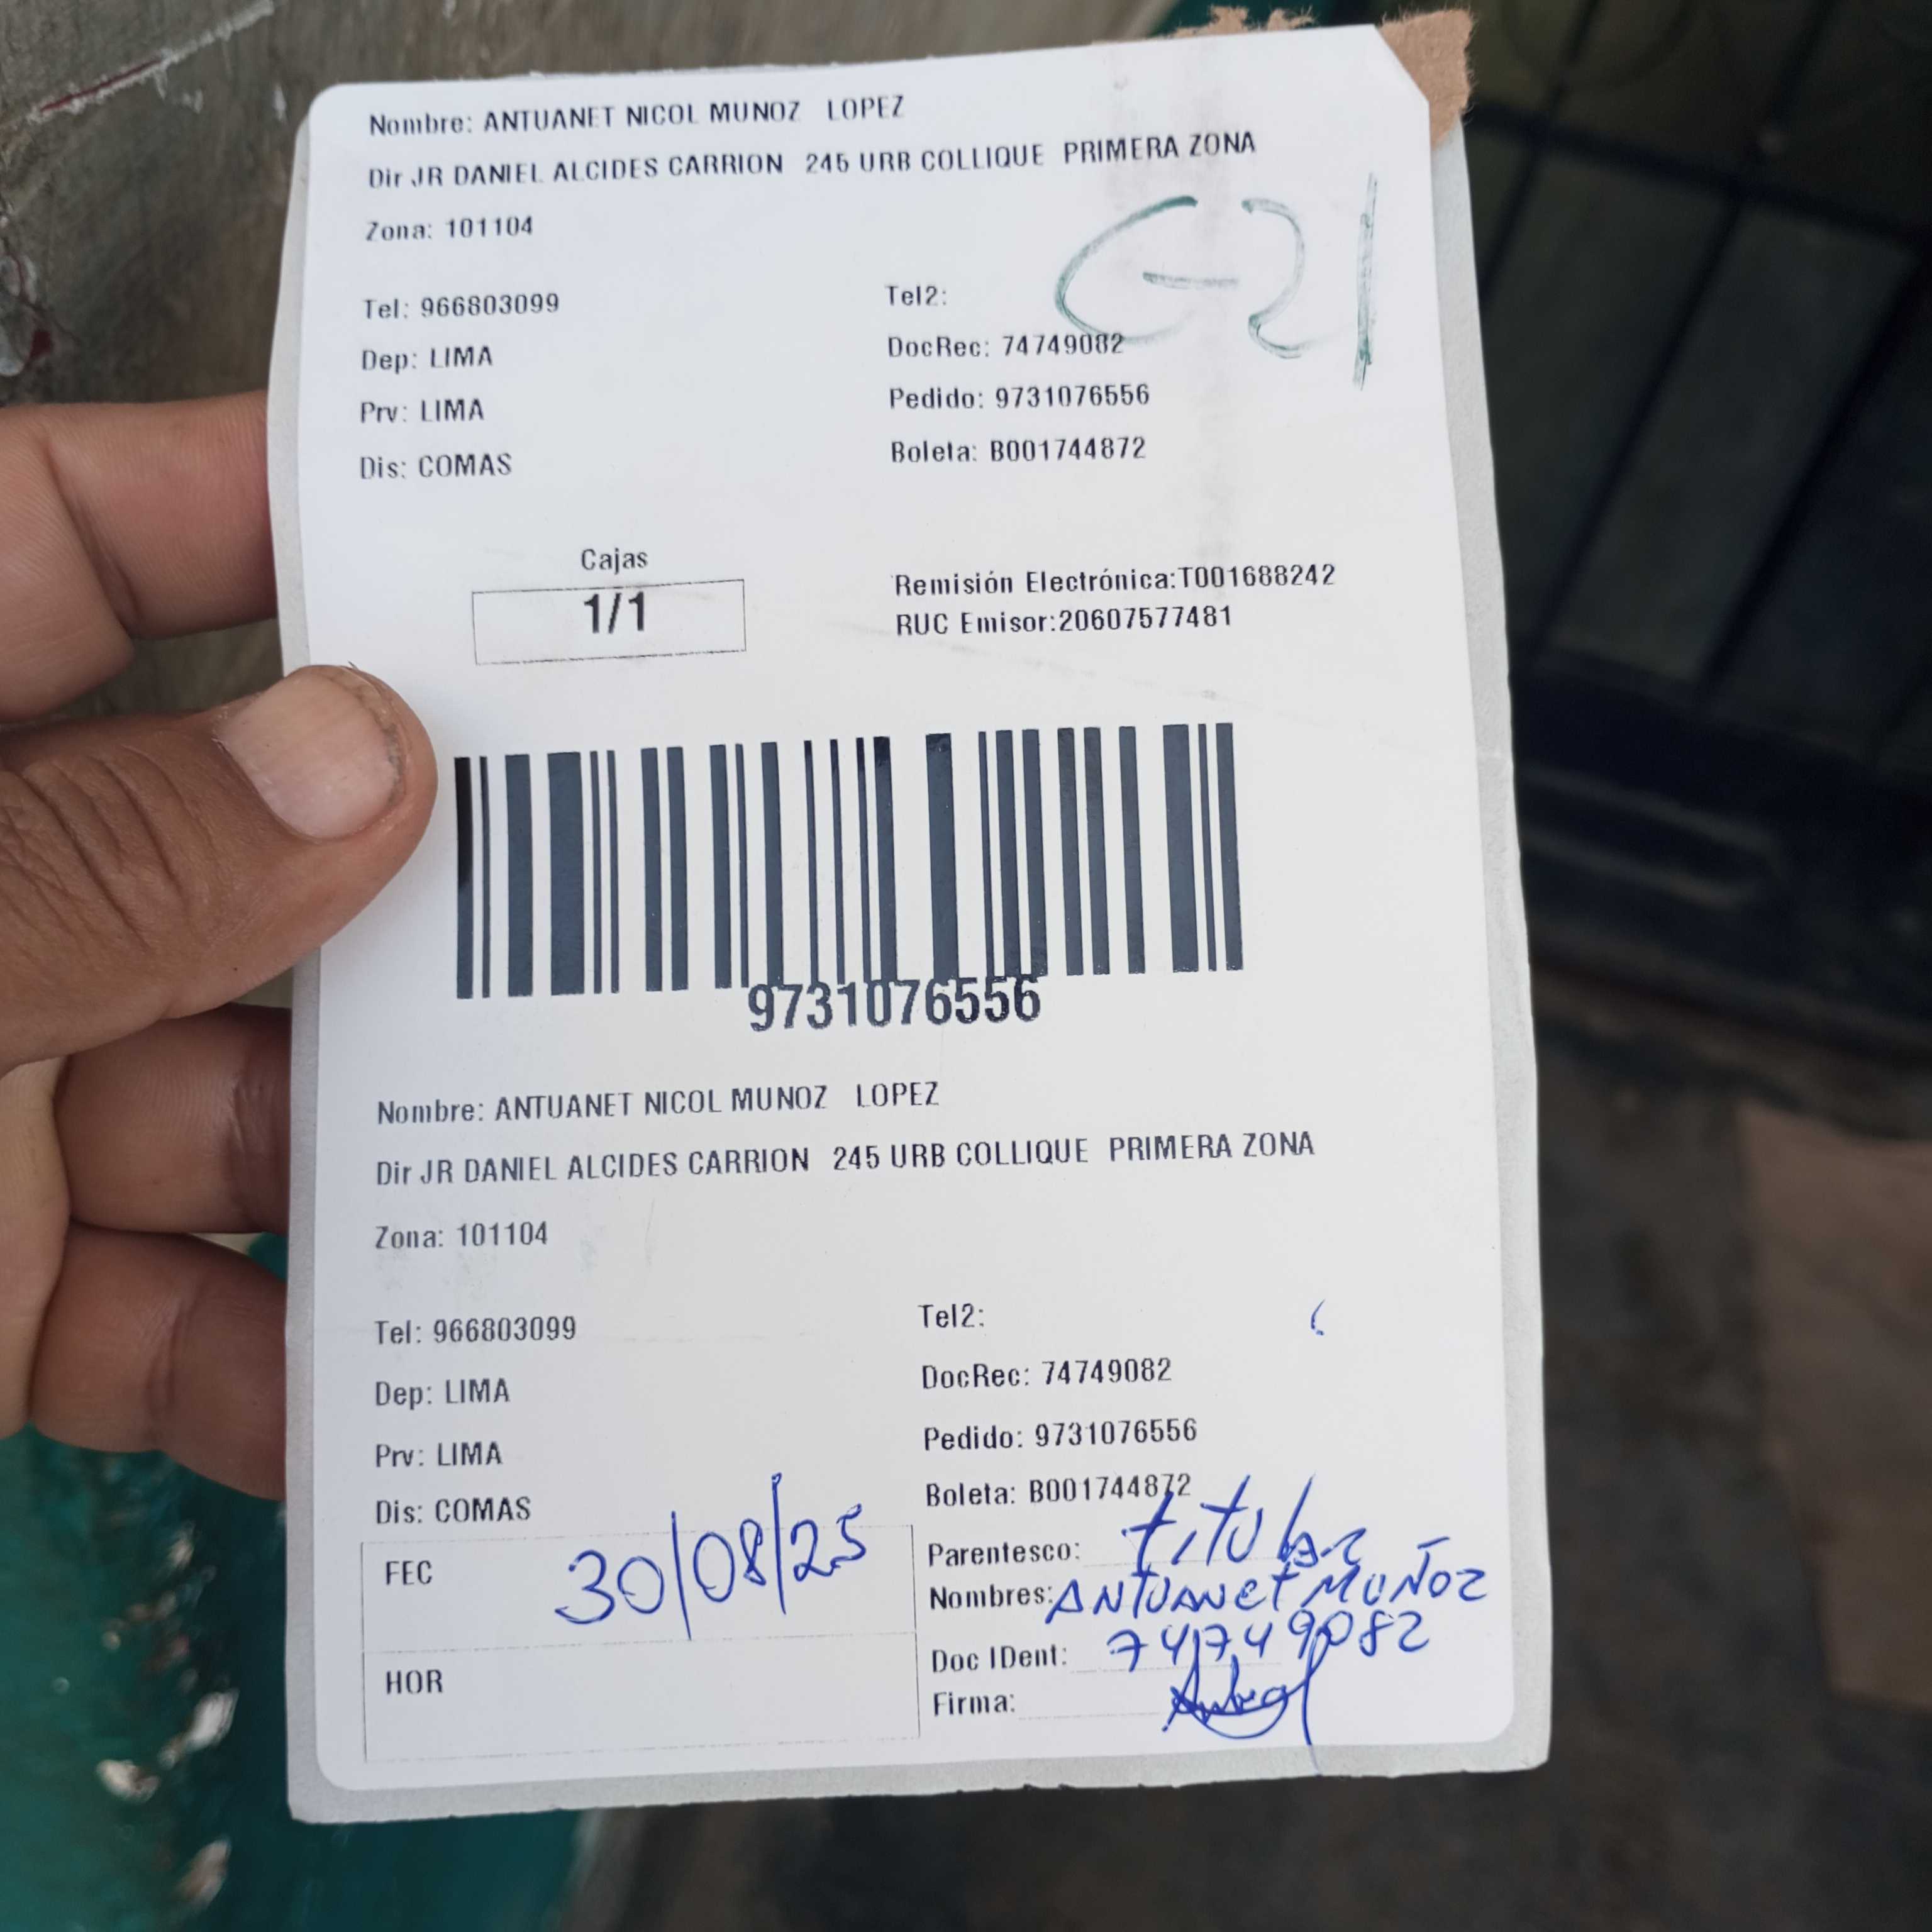 Nombre: ANTUANET NICOL MUNOZ LOPEZ
Dir JR DANIEL ALCIDES CARRION 245 URB COLLIQUE PRIMERA ZONA
Zona: 101104
C-21
Tel: 966803099 Tel2:
Dep: LIMA DocRec: 74749082
Prv: LIMA Pedido: 9731076556
Dis: COMAS Boleta: B001744872
Cajas
1/1
Remisión Electrónica:T001688242
RUC Emisor:20607577481
9731076556
Nombre: ANTUANET NICOL MUNOZ LOPEZ
Dir JR DANIEL ALCIDES CARRION 245 URB COLLIQUE PRIMERA ZONA
Zona: 101104
Tel: 966803099 Tel2:
Dep: LIMA DocRec: 74749082
Prv: LIMA Pedido: 9731076556
Dis: COMAS Boleta: B001744872
FEC 30/08/25
HOR
Parentesco: titular
Nombres: ANTUANET MUÑOZ
Doc IDent: 74749082
Firma: